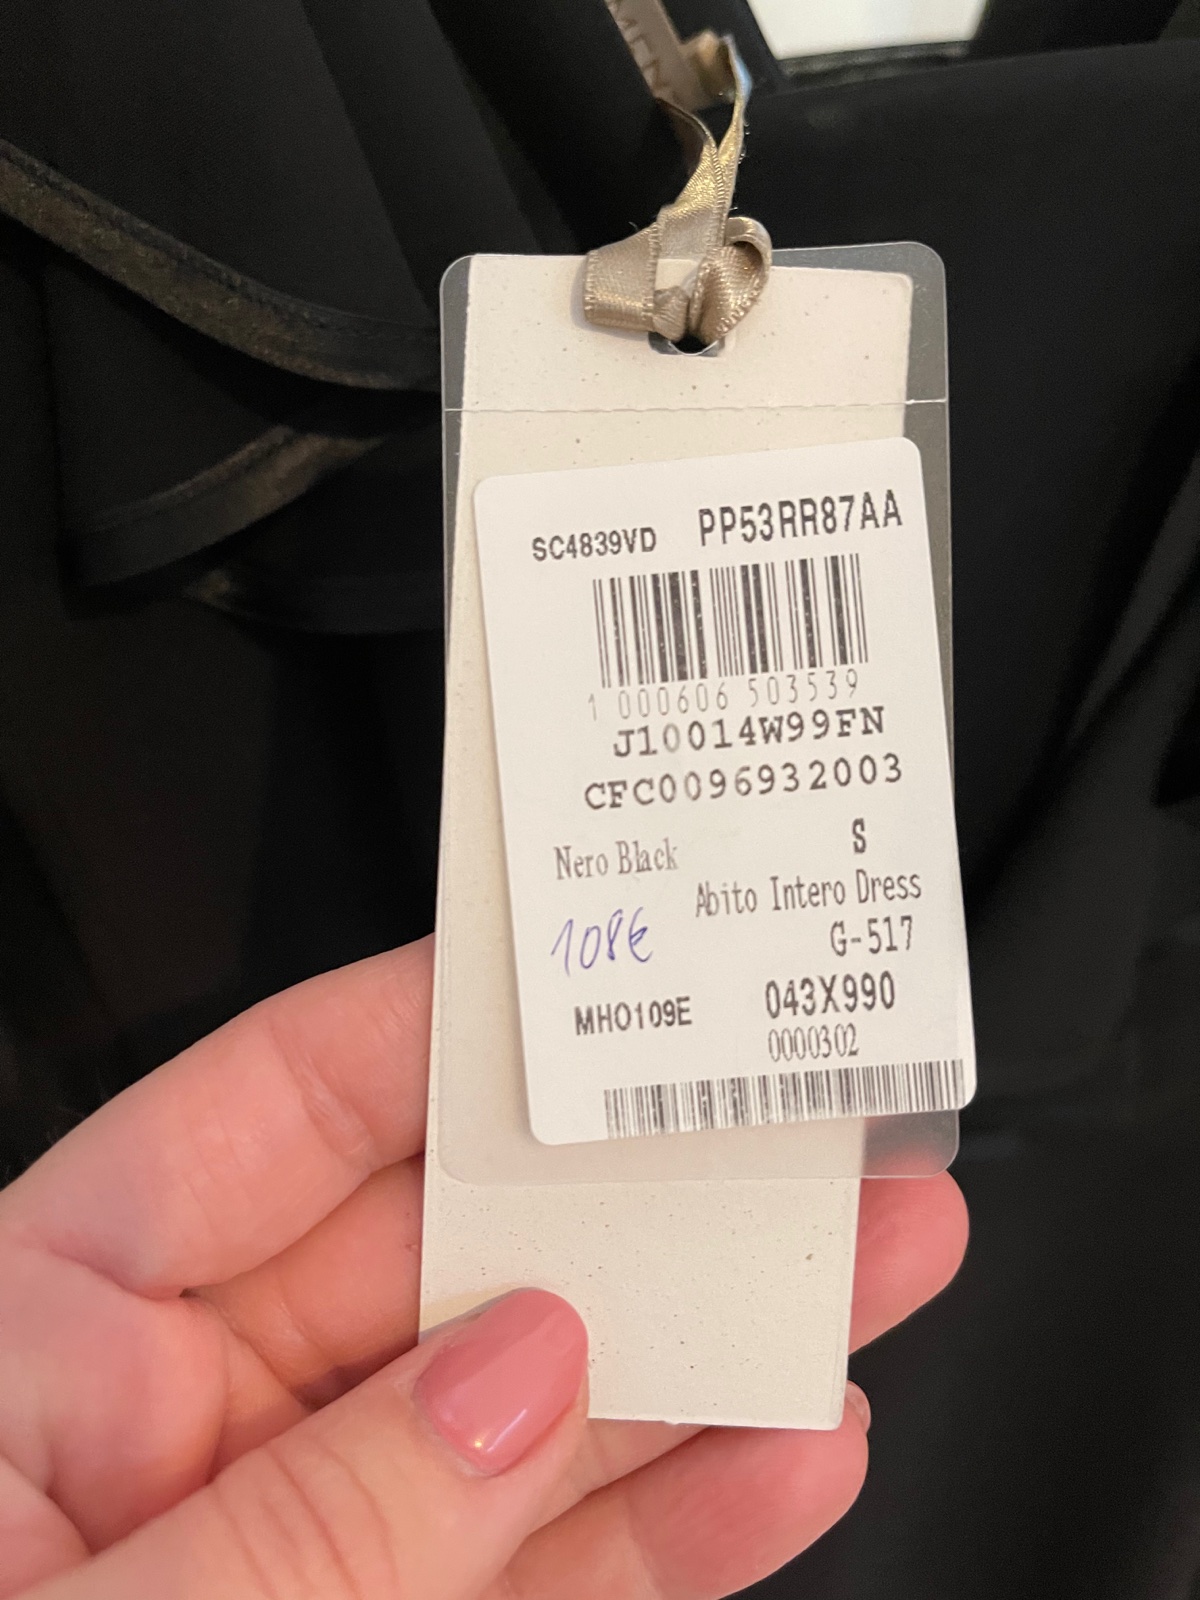 SC4839VD PP53RR87AA
1 000606 503539
J10014W99FN
CFC0096932003
Nero Black S
Abito Intero Dress
108€ G-517
MHO109E 043X990
0000302